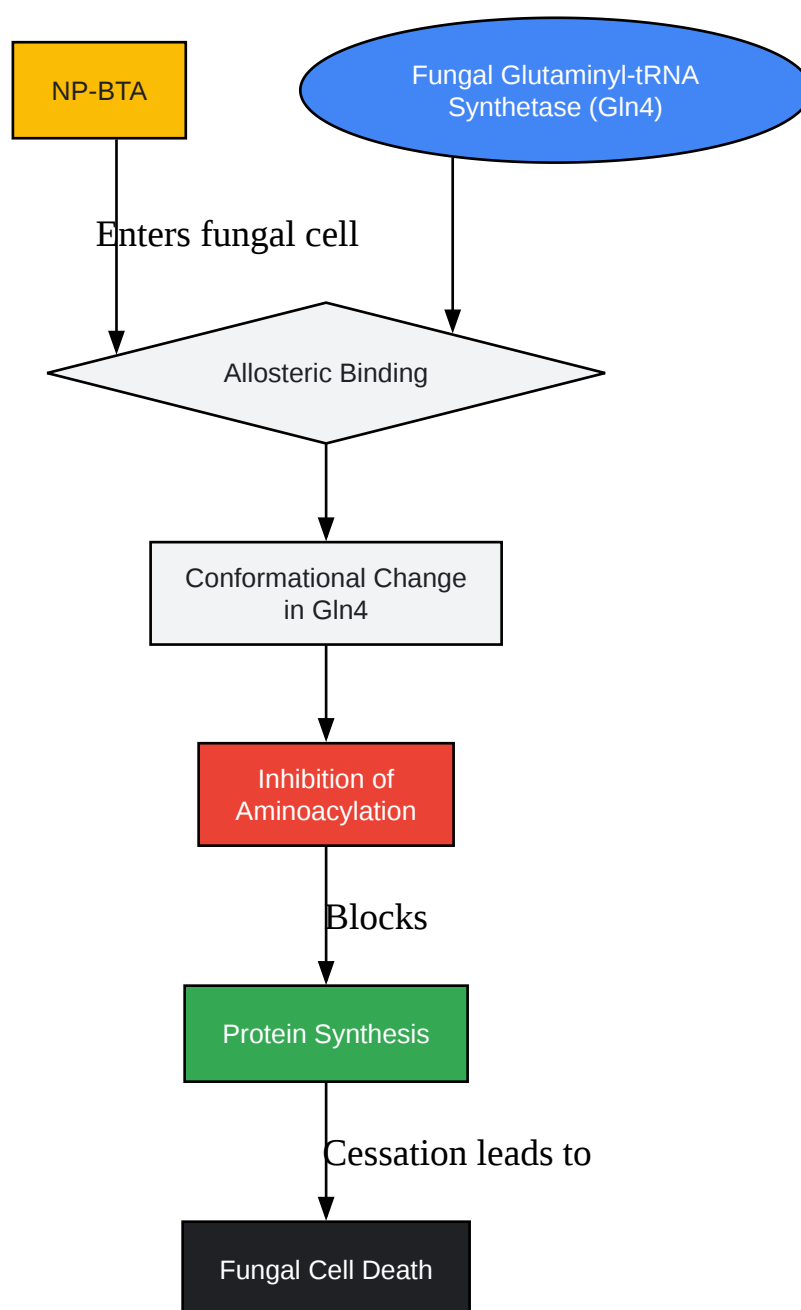 NP-BTA
Fungal Glutaminyl-tRNA
Synthetase (Gln4)
Enters fungal cell
Allosteric Binding
Conformational Change
in Gln4
Inhibition of
Aminoacylation
Blocks
Protein Synthesis
Cessation leads to
Fungal Cell Death